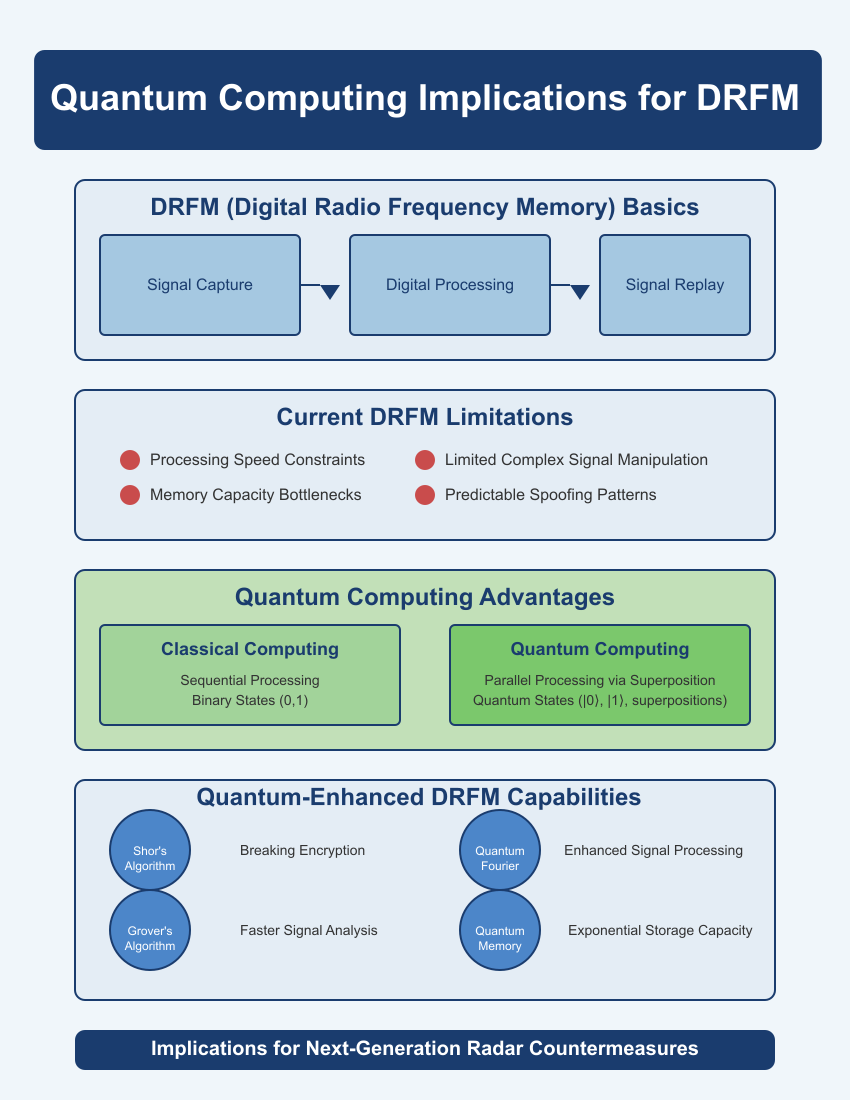 Quantum Computing Implications for DRFM
DRFM (Digital Radio Frequency Memory) Basics
Signal Capture
Digital Processing
Signal Replay
Current DRFM Limitations
Processing Speed Constraints
Limited Complex Signal Manipulation
Memory Capacity Bottlenecks
Predictable Spoofing Patterns
Quantum Computing Advantages
Classical Computing
Sequential Processing
Binary States (0,1)
Quantum Computing
Parallel Processing via Superposition
Quantum States (|0⟩, |1⟩, superpositions)
Quantum-Enhanced DRFM Capabilities
Shor's
Algorithm
Breaking Encryption
Quantum
Fourier
Enhanced Signal Processing
Grover's
Algorithm
Faster Signal Analysis
Quantum
Memory
Exponential Storage Capacity
Implications for Next-Generation Radar Countermeasures